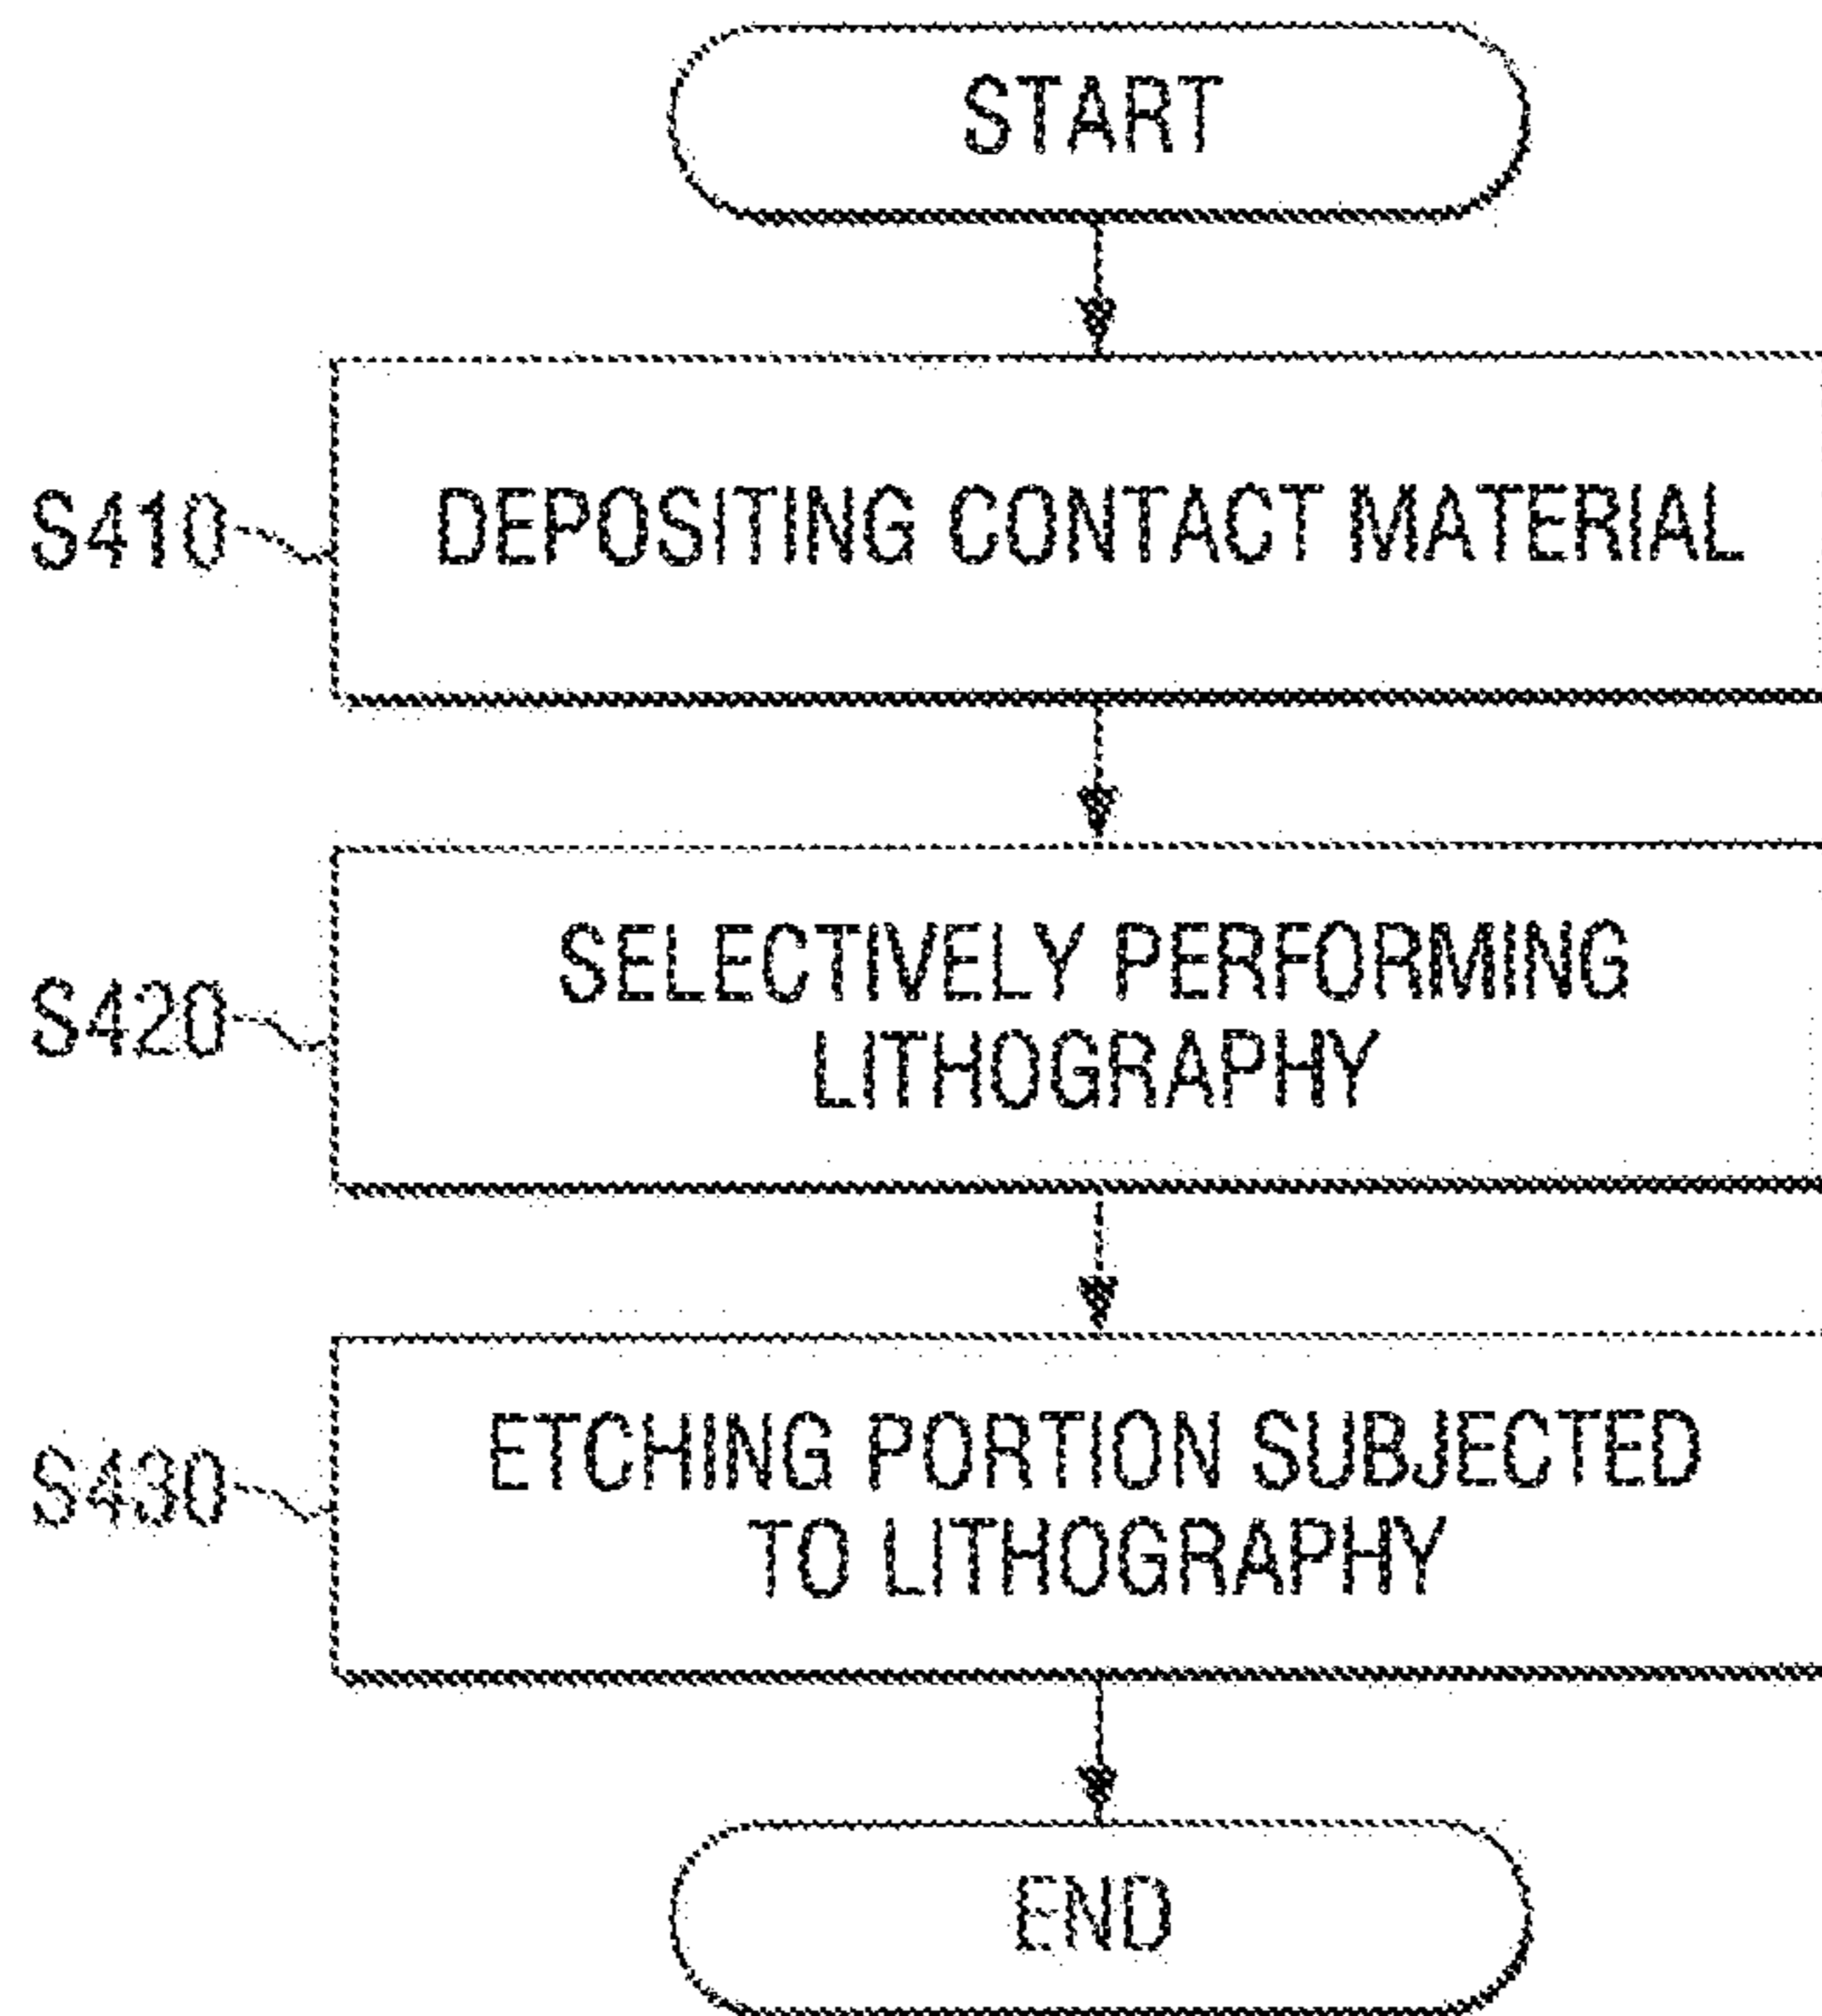 START
S410
DEPOSITING CONTACT MATERIAL
S420
SELECTIVELY PERFORMING
LITHOGRAPHY
S430
ETCHING PORTION SUBJECTED
TO LITHOGRAPHY
END